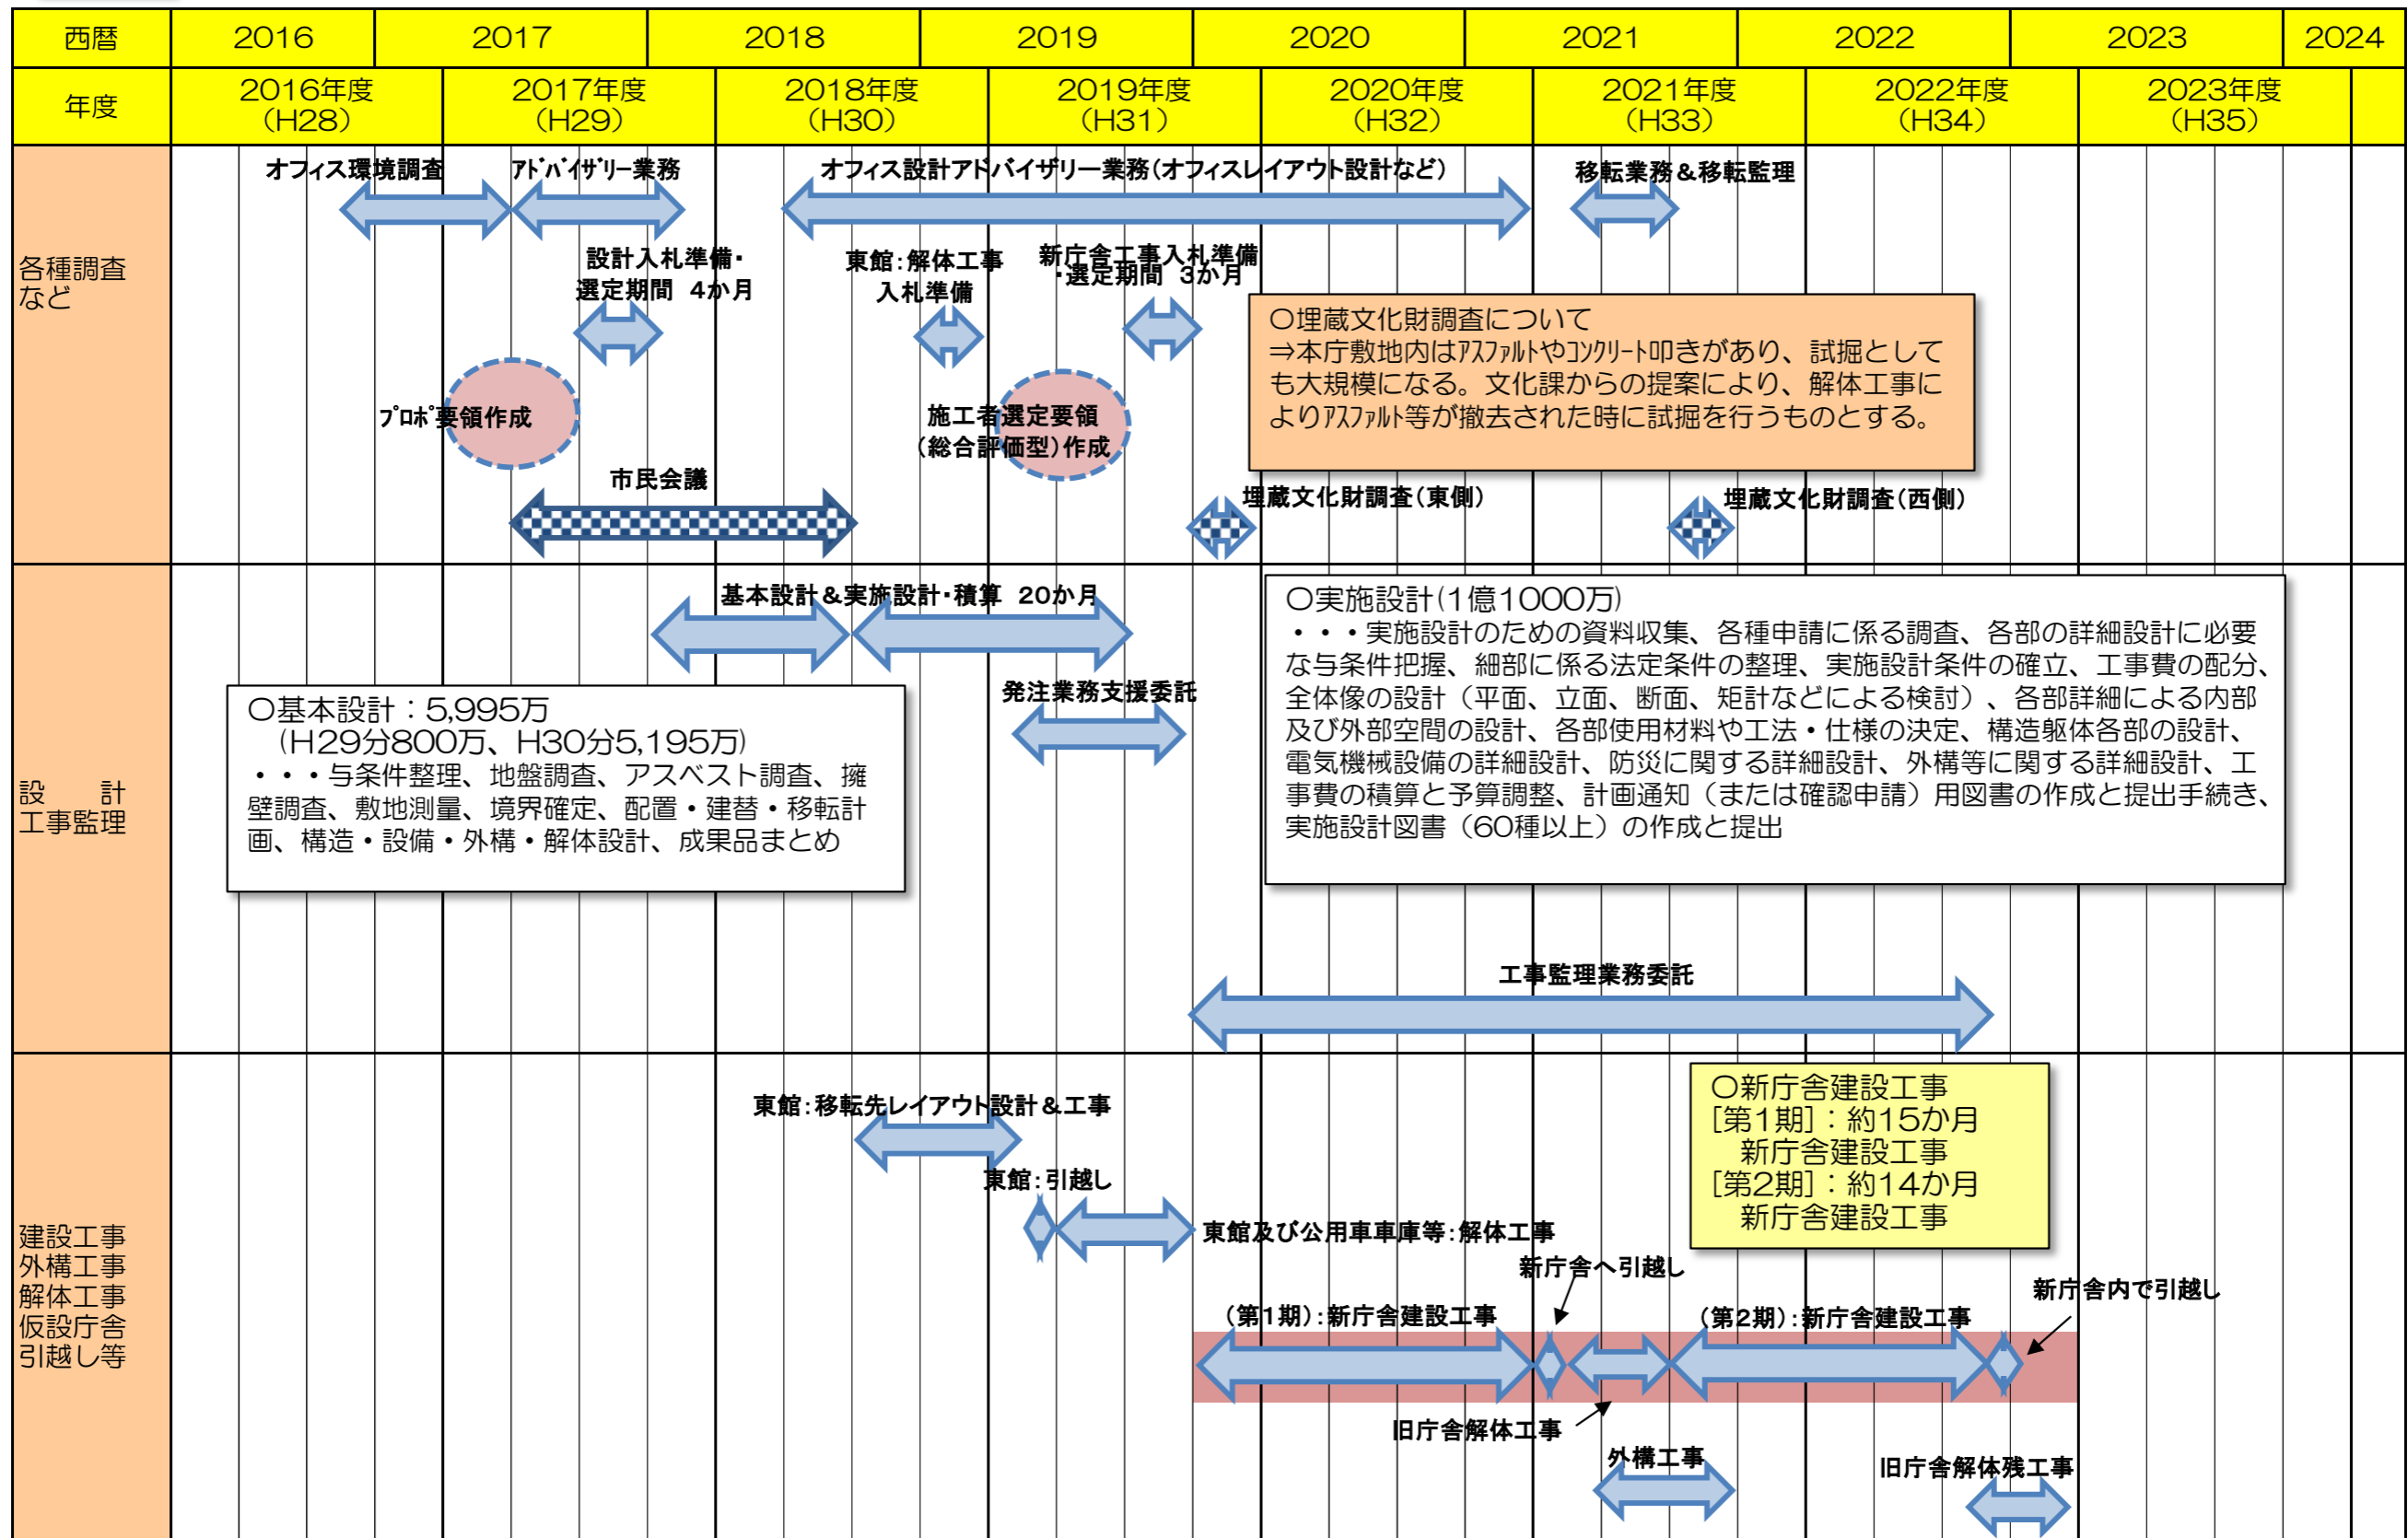 西暦 2016 2017 2018 2019 2020 2021 2022 2023 2024
年度 2016年度 2017年度 2018年度 2019年度 2020年度 2021年度 2022年度 2023年度
(H28) (H29) (H30) (H31) (H32) (H33) (H34) (H35)
各種調査
など
オフィス環境調査
ｱﾄﾞﾊﾞｲｻﾞﾘｰ業務
オフィス設計アドバイザリー業務(オフィスレイアウト設計など)
移転業務＆移転監理
設計入札準備・
選定期間 4か月
東館：解体工事
入札準備
新庁舎工事入札準備
・選定期間 3か月
〇埋蔵文化財調査について
⇒本庁敷地内はｱｽﾌｧﾙﾄやｺﾝｸﾘｰﾄ叩きがあり、試掘として
も大規模になる。文化課からの提案により、解体工事に
よりｱｽﾌｧﾙﾄ等が撤去された時に試掘を行うものとする。
ﾌﾟﾛﾎﾟ要領作成
施工者選定要領
(総合評価型)作成
市民会議
埋蔵文化財調査(東側)
埋蔵文化財調査(西側)
設　　計
工事監理
基本設計＆実施設計・積算 20か月
発注業務支援委託
〇基本設計：5,995万
(H29分800万、H30分5,195万)
・・・与条件整理、地盤調査、アスベスト調査、擁
壁調査、敷地測量、境界確定、配置・建替・移転計
画、構造・設備・外構・解体設計、成果品まとめ
〇実施設計(1億1000万)
・・・実施設計のための資料収集、各種申請に係る調査、各部の詳細設計に必要
な与条件把握、細部に係る法定条件の整理、実施設計条件の確立、工事費の配分、
全体像の設計（平面、立面、断面、矩計などによる検討）、各部詳細による内部
及び外部空間の設計、各部使用材料や工法・仕様の決定、構造躯体各部の設計、
電気機械設備の詳細設計、防災に関する詳細設計、外構等に関する詳細設計、工
事費の積算と予算調整、計画通知（または確認申請）用図書の作成と提出手続き、
実施設計図書（60種以上）の作成と提出
工事監理業務委託
建設工事
外構工事
解体工事
仮設庁舎
引越し等
東館：移転先レイアウト設計＆工事
東館：引越し
東館及び公用車車庫等：解体工事
〇新庁舎建設工事
[第1期]：約15か月
新庁舎建設工事
[第2期]：約14か月
新庁舎建設工事
新庁舎へ引越し
新庁舎内で引越し
(第1期)：新庁舎建設工事
(第2期)：新庁舎建設工事
旧庁舎解体工事
外構工事
旧庁舎解体残工事